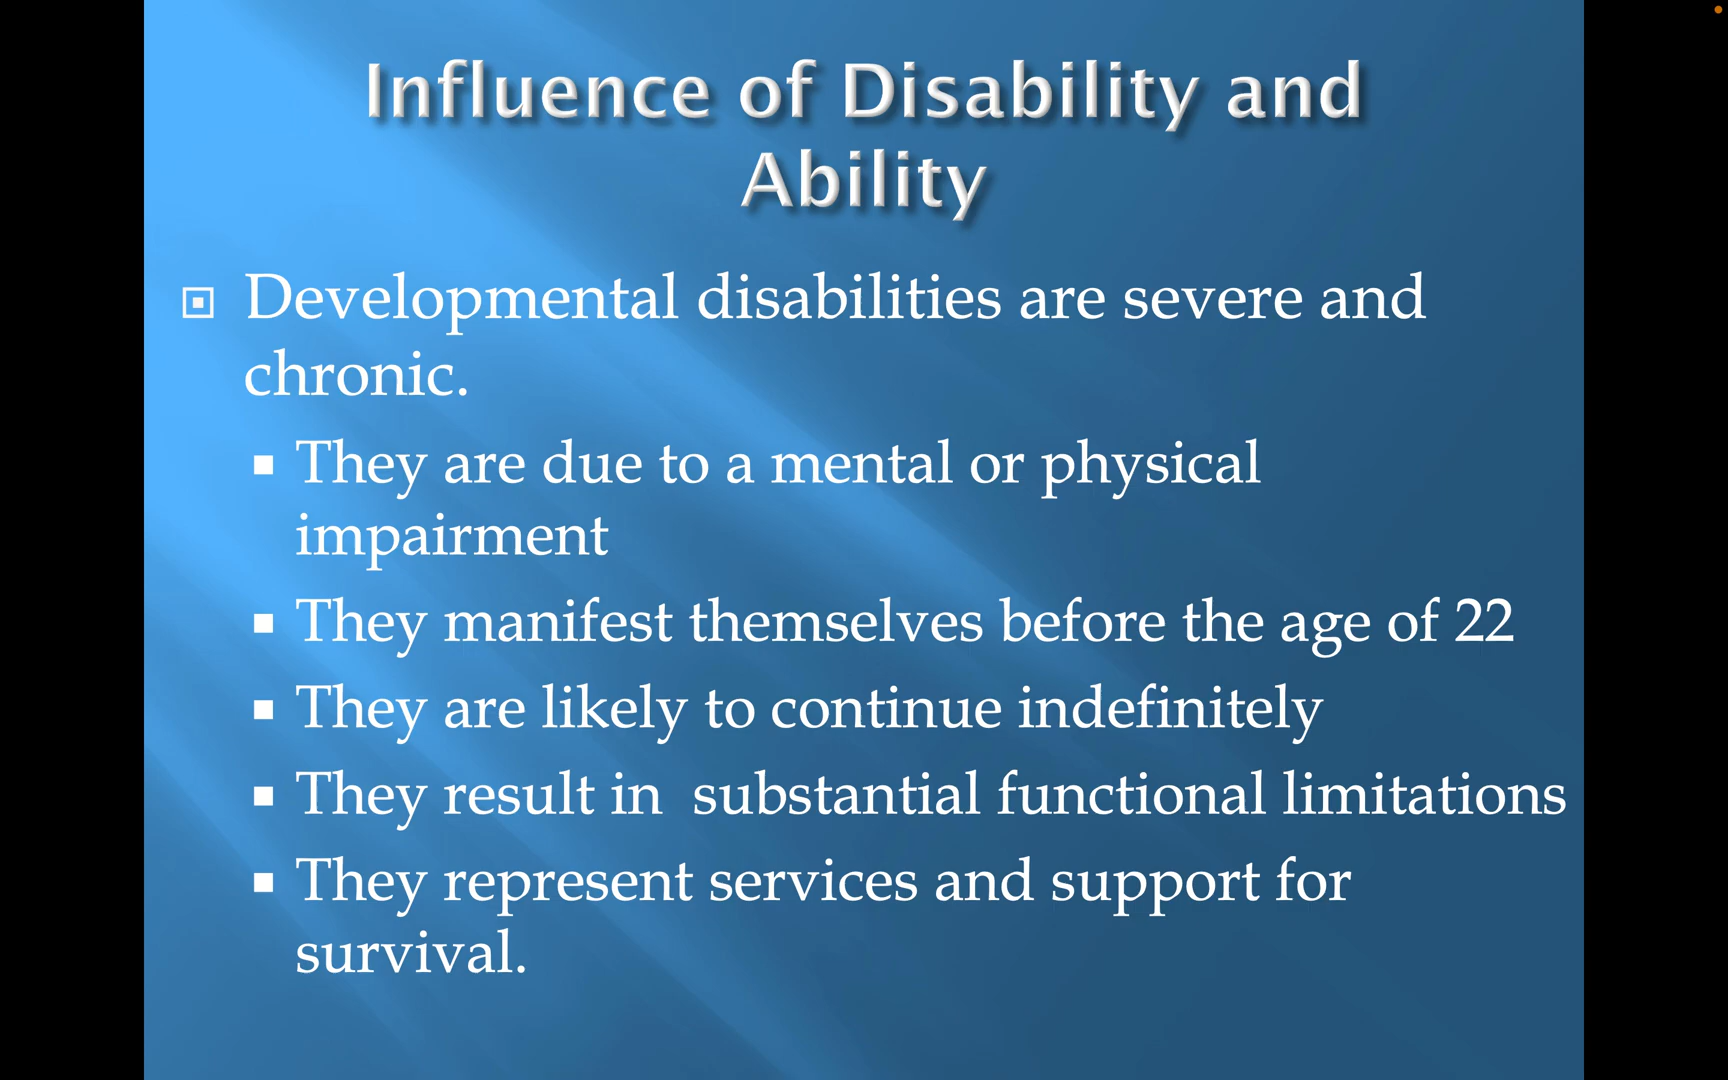 Influence of Disability and
Ability
Developmental disabilities are severe and
chronic.
They are due to a mental or physical
impairment
They manifest themselves before the age of 22
They are likely to continue indefinitely
They result in  substantial functional limitations
They represent services and support for
survival.